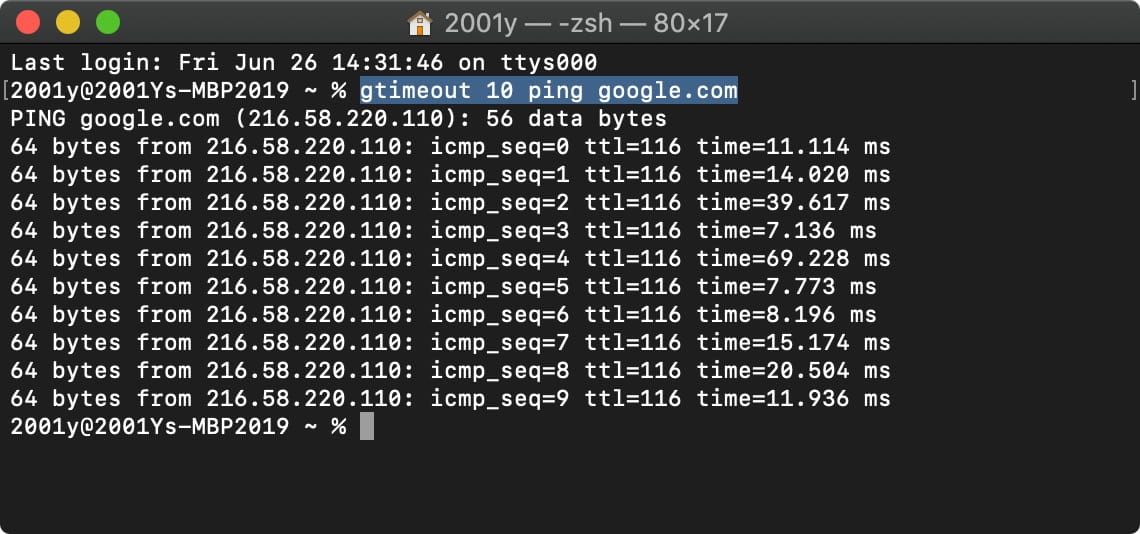 2001y — -zsh — 80×17
Last login: Fri Jun 26 14:31:46 on ttys000
[2001y@2001Ys-MBP2019 ~ % gtimeout 10 ping google.com ]
PING google.com (216.58.220.110): 56 data bytes
64 bytes from 216.58.220.110: icmp_seq=0 ttl=116 time=11.114 ms
64 bytes from 216.58.220.110: icmp_seq=1 ttl=116 time=14.020 ms
64 bytes from 216.58.220.110: icmp_seq=2 ttl=116 time=39.617 ms
64 bytes from 216.58.220.110: icmp_seq=3 ttl=116 time=7.136 ms
64 bytes from 216.58.220.110: icmp_seq=4 ttl=116 time=69.228 ms
64 bytes from 216.58.220.110: icmp_seq=5 ttl=116 time=7.773 ms
64 bytes from 216.58.220.110: icmp_seq=6 ttl=116 time=8.196 ms
64 bytes from 216.58.220.110: icmp_seq=7 ttl=116 time=15.174 ms
64 bytes from 216.58.220.110: icmp_seq=8 ttl=116 time=20.504 ms
64 bytes from 216.58.220.110: icmp_seq=9 ttl=116 time=11.936 ms
2001y@2001Ys-MBP2019 ~ %